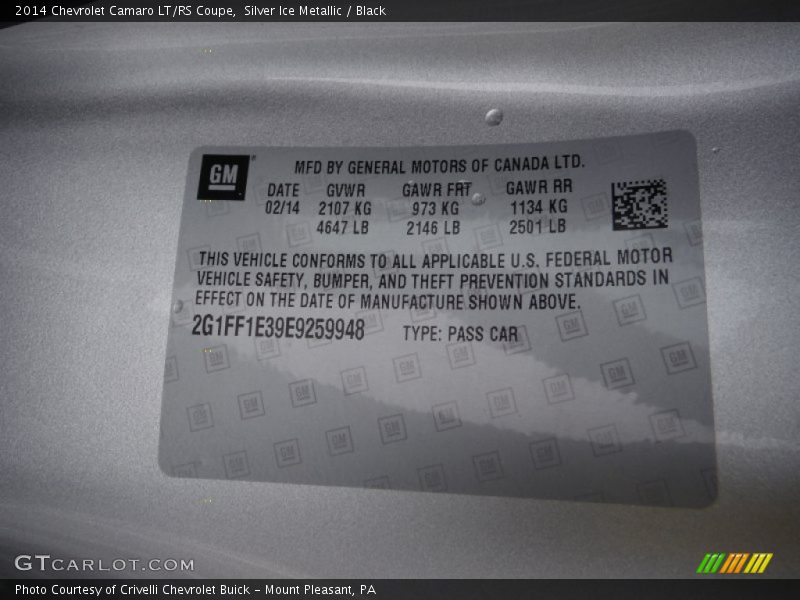 2014 Chevrolet Camaro LT/RS Coupe, Silver Ice Metallic / Black
GM
MFD BY GENERAL MOTORS OF CANADA LTD.
DATE GVWR GAWR FRT GAWR RR
02/14 2107 KG 973 KG 1134 KG
4647 LB 2146 LB 2501 LB
THIS VEHICLE CONFORMS TO ALL APPLICABLE U.S. FEDERAL MOTOR
VEHICLE SAFETY, BUMPER, AND THEFT PREVENTION STANDARDS IN
EFFECT ON THE DATE OF MANUFACTURE SHOWN ABOVE.
2G1FF1E39E9259948 TYPE: PASS CAR
GTCARLOT.COM
Photo Courtesy of Crivelli Chevrolet Buick - Mount Pleasant, PA